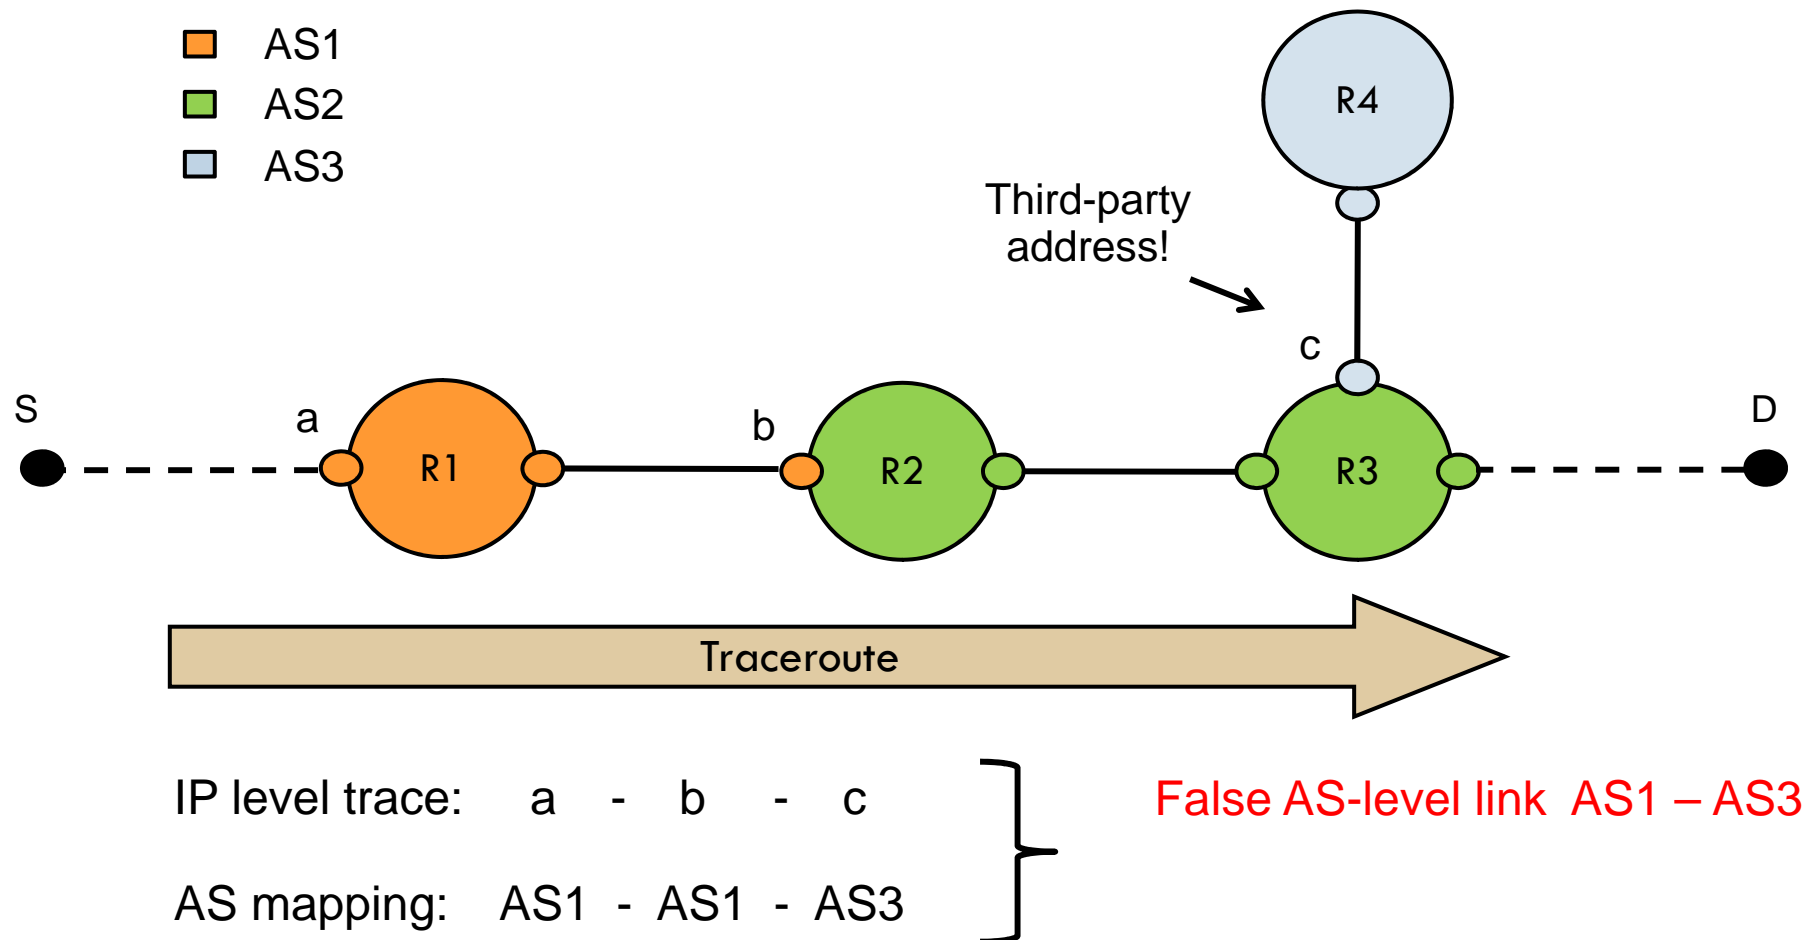 AS1
AS2
AS3
R4
Third-party
address!
c
S
a
b
D
R1
R2
R3
Traceroute
IP level trace: a - b - c
False AS-level link AS1 – AS3
AS mapping: AS1 - AS1 - AS3